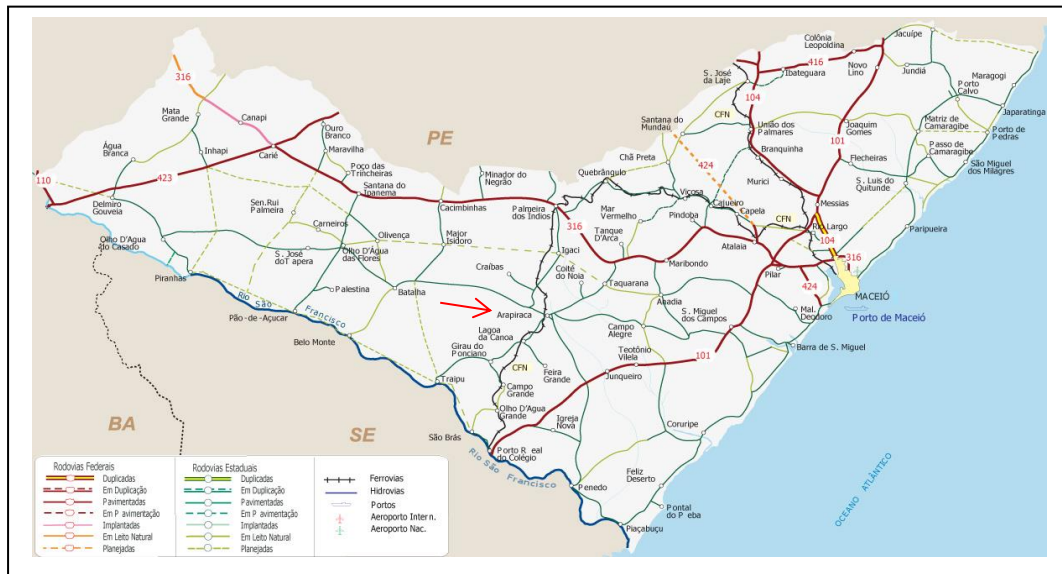 Colônia
Leopoldina
Jacuípe
416
S. José
da Laje
Ibateguara
Novo
Lino
Jundiá
Maragogi
Porto
Calvo
Japaratinga
316
104
CFN
Santana do
Mundaú
União dos
Palmares
Joaquim
Gomes
Matriz de
Camaragibe
Porto de
Pedras
Mata
Grande
Canapi
Ouro
Branco
PE
101
Passo de
Camaragibe
Branquinha
Água
Branca
Inhapi
Carié
Maravilha
Chã Preta
424
Flecheiras
São Miguel
dos Milagres
Poço das
Trincheiras
Minador do
Negrão
Quebrângulo
Murici
S. Luis do
Quitunde
110
423
Santana do
Ipanema
Viçosa
Cajueiro
Messias
Delmiro
Gouveia
Sen.Rui
Palmeira
Cacimbinhas
Palmeira
dos Índios
Mar
Vermelho
Pindoba
Capela
CFN
Rio Largo
Paripueira
Carneiros
316
Olho D'Agua
do Casado
Olivença
Major
Isidoro
Tanque
D'Arca
Atalaia
104
316
S. José
do Tapera
Olho D'Água
das Flores
Igaci
Maribondo
Pilar
Piranhas
Caraíbas
Coité
do Noia
Taquarana
424
MACEIÓ
Palestina
Batalha
Anadia
Rio São Francisco
Pão-de-Açucar
Arapiraca
S. Miguel
dos Campos
Mal.
Deodoro
Porto de Maceió
Belo Monte
Lagoa
da Canoa
Campo
Alegre
Girau do
Ponciano
Teotônio
Vilela
101
Barra de S. Miguel
CFN
Feira
Grande
Junqueiro
Traipu
Campo
Grande
BA
SE
Olho D'Agua
Grande
Igreja
Nova
Coruripe
São Brás
Porto R eal
do Colégio
Rio São Francisco
Feliz
Deserto
Penedo
Pontal
do P eba
Piaçabuçu
OCEANO ATLÂNTICO
Rodovias Federais
Duplicadas
Em Duplicação
Pavimentadas
Em P avimentação
Implantadas
Em Leito Natural
Planejadas
Rodovias Estaduais
Duplicadas
Em Duplicação
Pavimentadas
Em P avimentação
Implantadas
Em Leito Natural
Planejadas
Ferrovias
Hidrovias
Portos
Aeroporto Intern.
Aeroporto Nac.